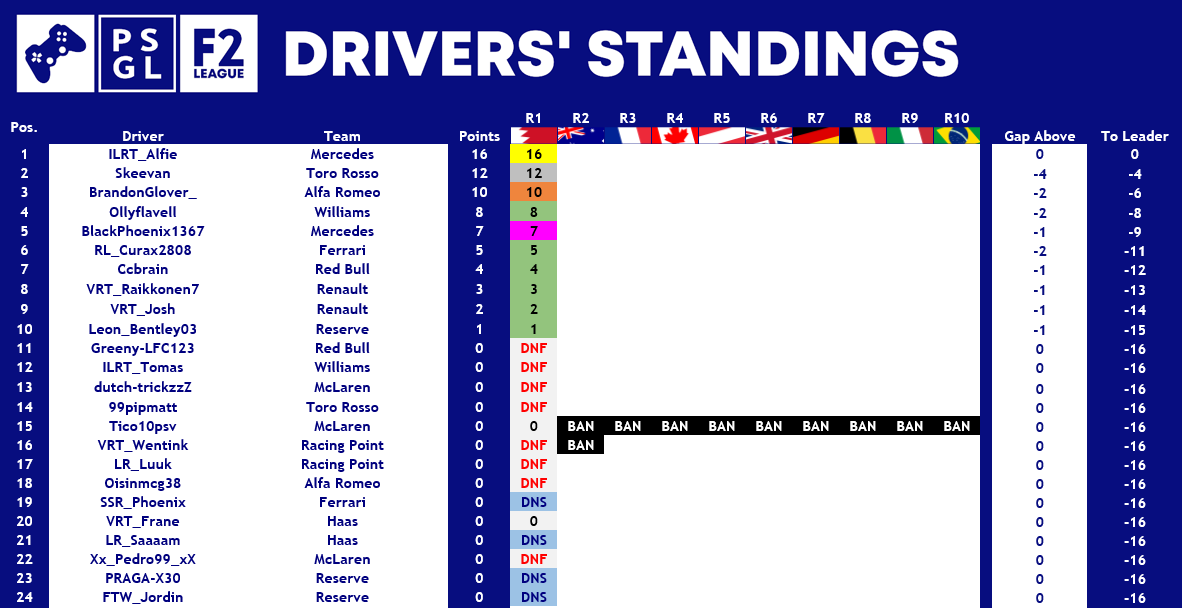 PS
GL
F2
LEAGUE
DRIVERS' STANDINGS
Pos. Driver Team Points R1 R2 R3 R4 R5 R6 R7 R8 R9 R10 Gap Above To Leader
1 ILRT_Alfie Mercedes 16 16 0 0
2 Skeevan Toro Rosso 12 12 -4 -4
3 BrandonGlover_ Alfa Romeo 10 10 -2 -6
4 Ollyflavell Williams 8 8 -2 -8
5 BlackPhoenix1367 Mercedes 7 7 -1 -9
6 RL_Curax2808 Ferrari 5 5 -2 -11
7 Ccbrain Red Bull 4 4 -1 -12
8 VRT_Raikkonen7 Renault 3 3 -1 -13
9 VRT_Josh Renault 2 2 -1 -14
10 Leon_Bentley03 Reserve 1 1 -1 -15
11 Greeny-LFC123 Red Bull 0 DNF 0 -16
12 ILRT_Tomas Williams 0 DNF 0 -16
13 dutch-trickzzZ McLaren 0 DNF 0 -16
14 99pipmatt Toro Rosso 0 DNF 0 -16
15 Tico10psv McLaren 0 0 BAN BAN BAN BAN BAN BAN BAN BAN BAN 0 -16
16 VRT_Wentink Racing Point 0 DNF BAN 0 -16
17 LR_Luuk Racing Point 0 DNF 0 -16
18 Oisinmcg38 Alfa Romeo 0 DNF 0 -16
19 SSR_Phoenix Ferrari 0 DNS 0 -16
20 VRT_Frane Haas 0 0 0 -16
21 LR_Saaaam Haas 0 DNS 0 -16
22 Xx_Pedro99_xX McLaren 0 DNF 0 -16
23 PRAGA-X30 Reserve 0 DNS 0 -16
24 FTW_Jordin Reserve 0 DNS 0 -16